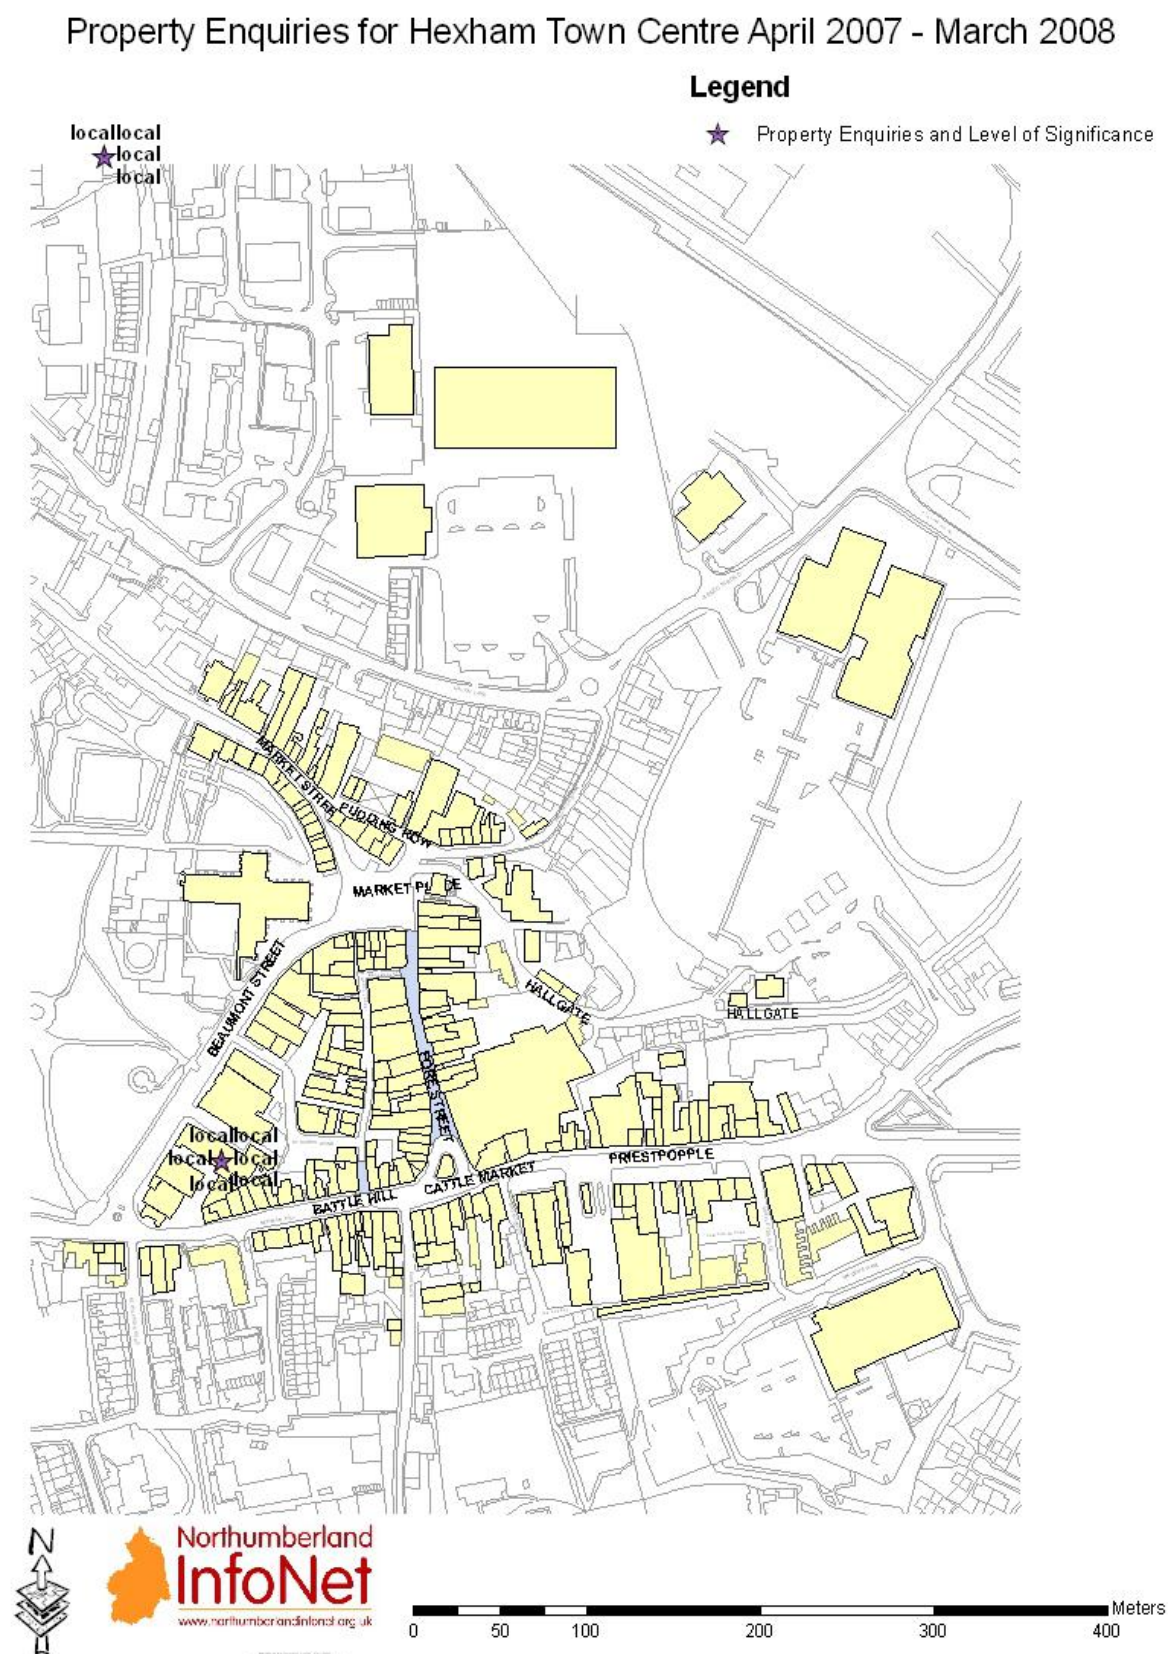 Property Enquiries for Hexham Town Centre April 2007 - March 2008
Legend
Property Enquiries and Level of Significance
locallocal
local
local
MARKET STREET
PUDDING ROW
MARKET PLACE
BEAUMONT STREET
HALLGATE
HALLGATE
FORE STREET
locallocal
local local
locallocal
PRIESTPOPPLE
CATTLE MARKET
BATTLE HILL
N
Northumberland
InfoNet
www.northumberlandinfonet.org.uk
Meters
0 50 100 200 300 400